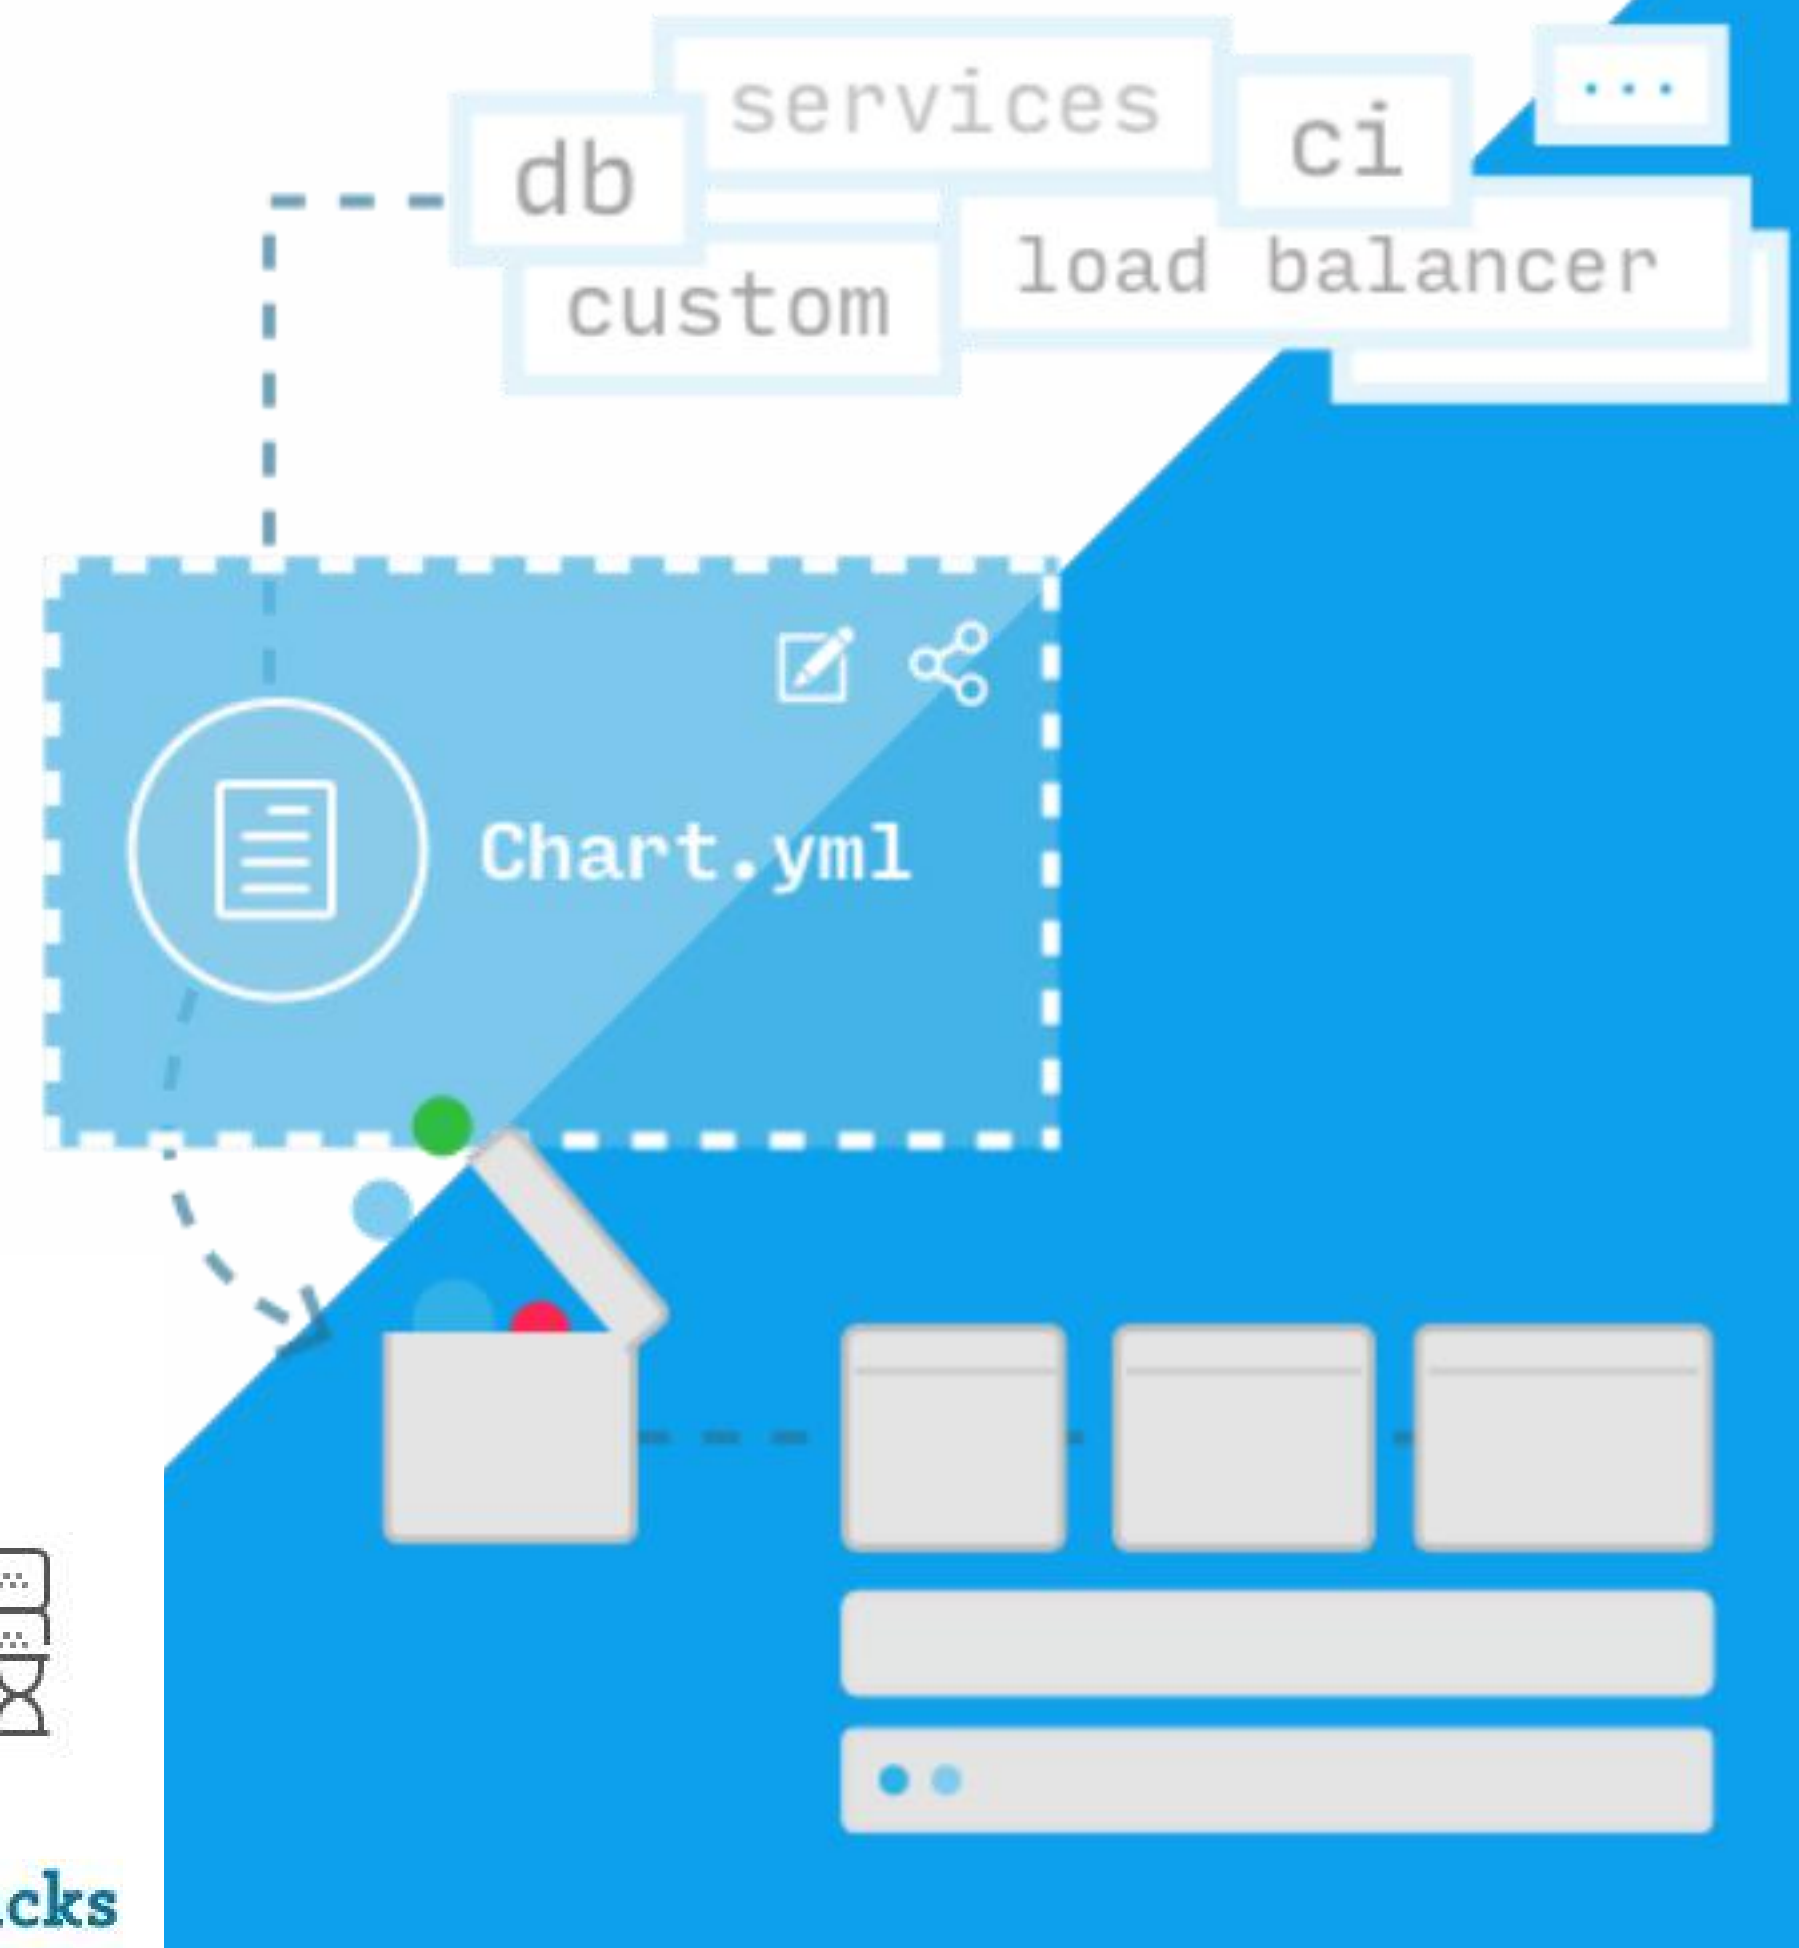 services
ci
...
db
load balancer
custom
Chart.yml
cks